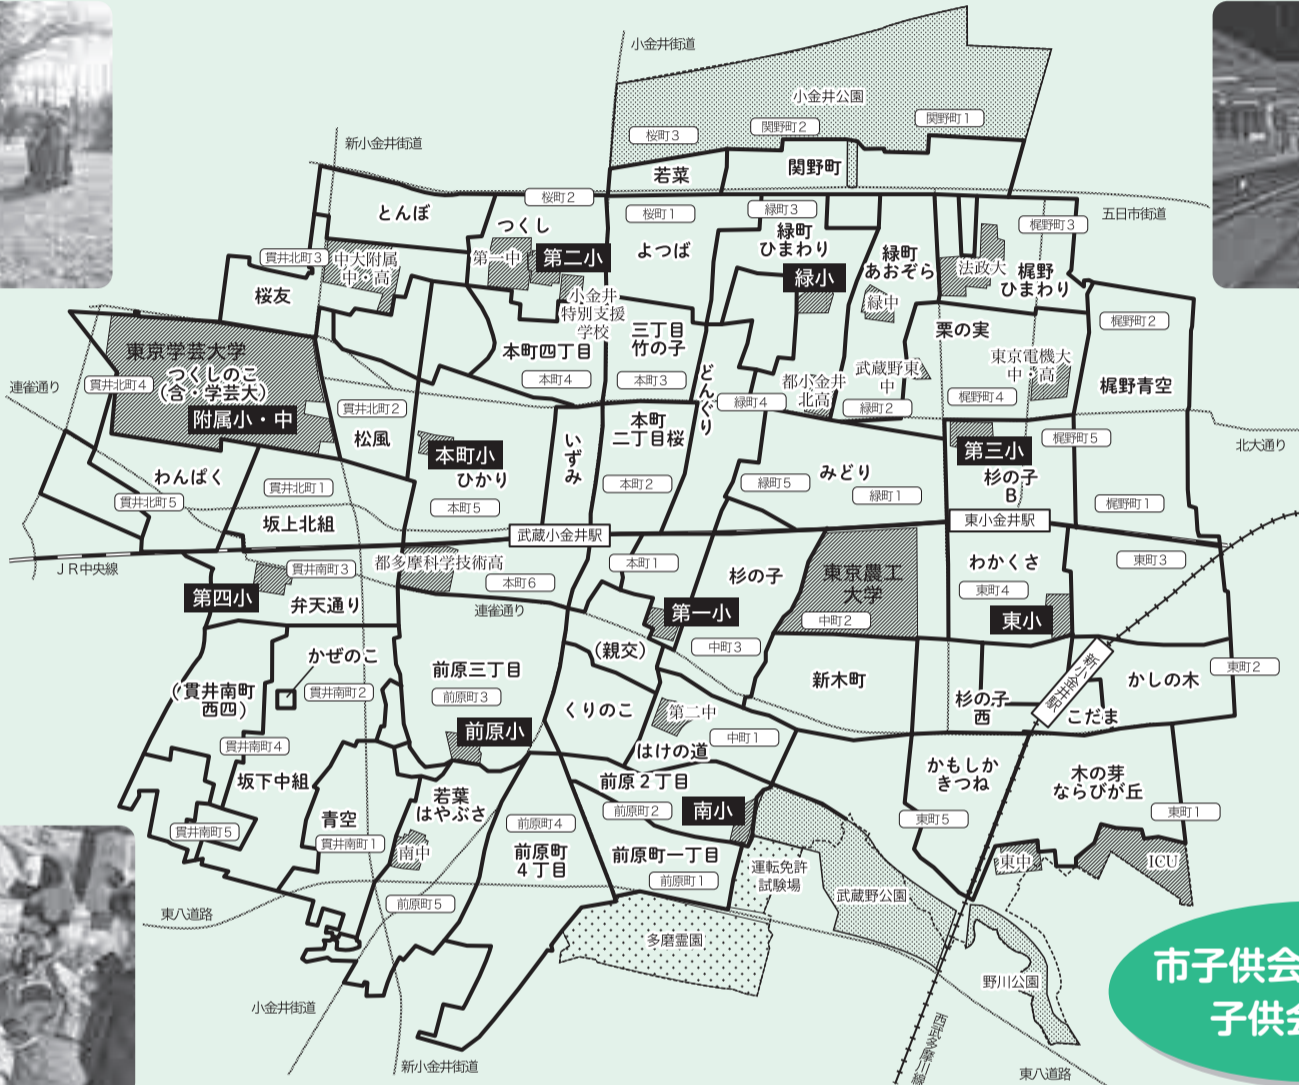 小金井街道
小金井公園
関野町1
関野町2
桜町3
新小金井街道
若菜
関野町
とんぼ
桜町2
桜町1
緑町3
五日市街道
つくし
よつば
緑町
ひまわり
緑町
あおぞら
梶野町3
貫井北町3
中大附属
中・高
第一中
第二小
緑小
法政大
梶野
ひまわり
桜友
小金井
特別支援
学校
緑中
三丁目
竹の子
栗の実
梶野町2
東京学芸大学
つくしのこ
(含・学芸大)
附属小・中
本町四丁目
本町4
本町3
どんぐり
都小金井
北高
武蔵野東
中
東京電機大
中・高
連雀通り
貫井北町4
貫井北町2
緑町4
緑町2
梶野町4
梶野青空
松風
本町小
ひかり
いずみ
本町
二丁目桜
第三小
梶野町5
北大通り
わんぱく
貫井北町5
貫井北町1
本町5
本町2
緑町5
みどり
緑町1
杉の子
B
梶野町1
坂上北組
武蔵小金井駅
東小金井駅
JR中央線
貫井南町3
都多摩科学技術高
本町6
本町1
杉の子
東京農工
大学
わかくさ
東町3
第四小
弁天通り
連雀通り
第一小
中町2
東町4
東小
かぜのこ
(親交)
中町3
新小金井駅
東町2
(貫井南町
西四)
貫井南町2
前原三丁目
前原町3
新木町
杉の子
西
こだま
かしの木
貫井南町4
前原小
くりのこ
第二中
中町1
はけの道
坂下中組
若葉
はやぶさ
前原2丁目
かもしか
きつね
木の芽
ならびが丘
青空
貫井南町5
貫井南町1
南中
前原町4
前原町2
南小
東町5
東町1
前原町
4丁目
前原町一丁目
前原町1
運転免許
試験場
武蔵野公園
東中
ICU
東八道路
前原町5
多磨霊園
野川公園
市子供会
子供会
小金井街道
新小金井街道
西武多摩川線
東八道路